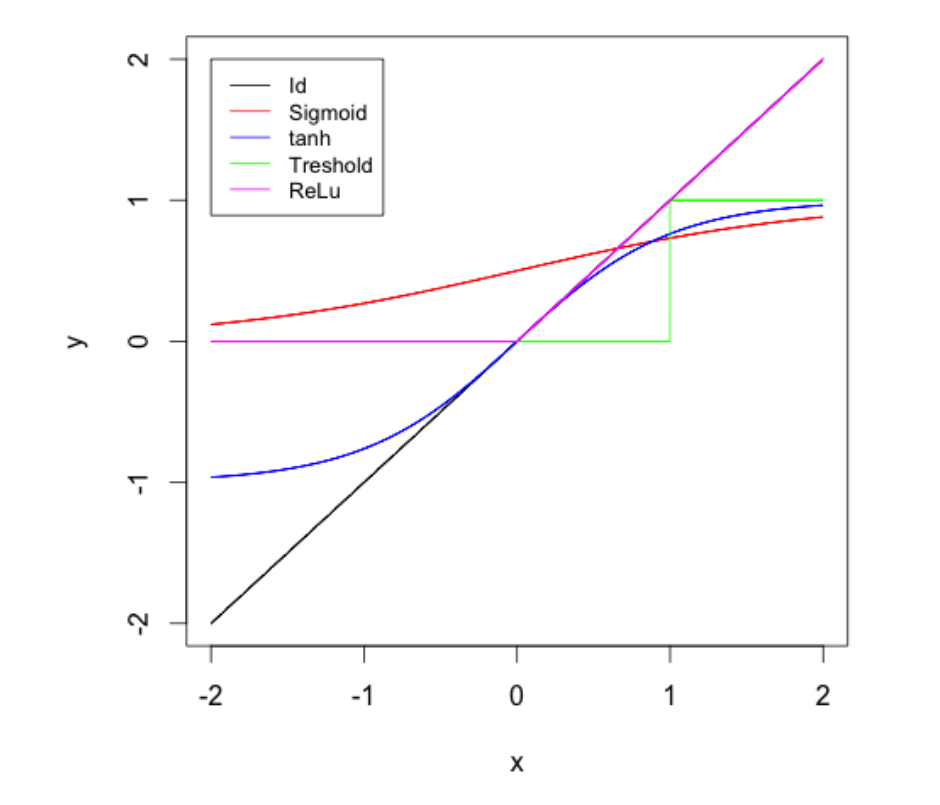 Id
Sigmoid
tanh
Treshold
ReLu
2
1
0
-1
-2
y
-2 -1 0 1 2
x